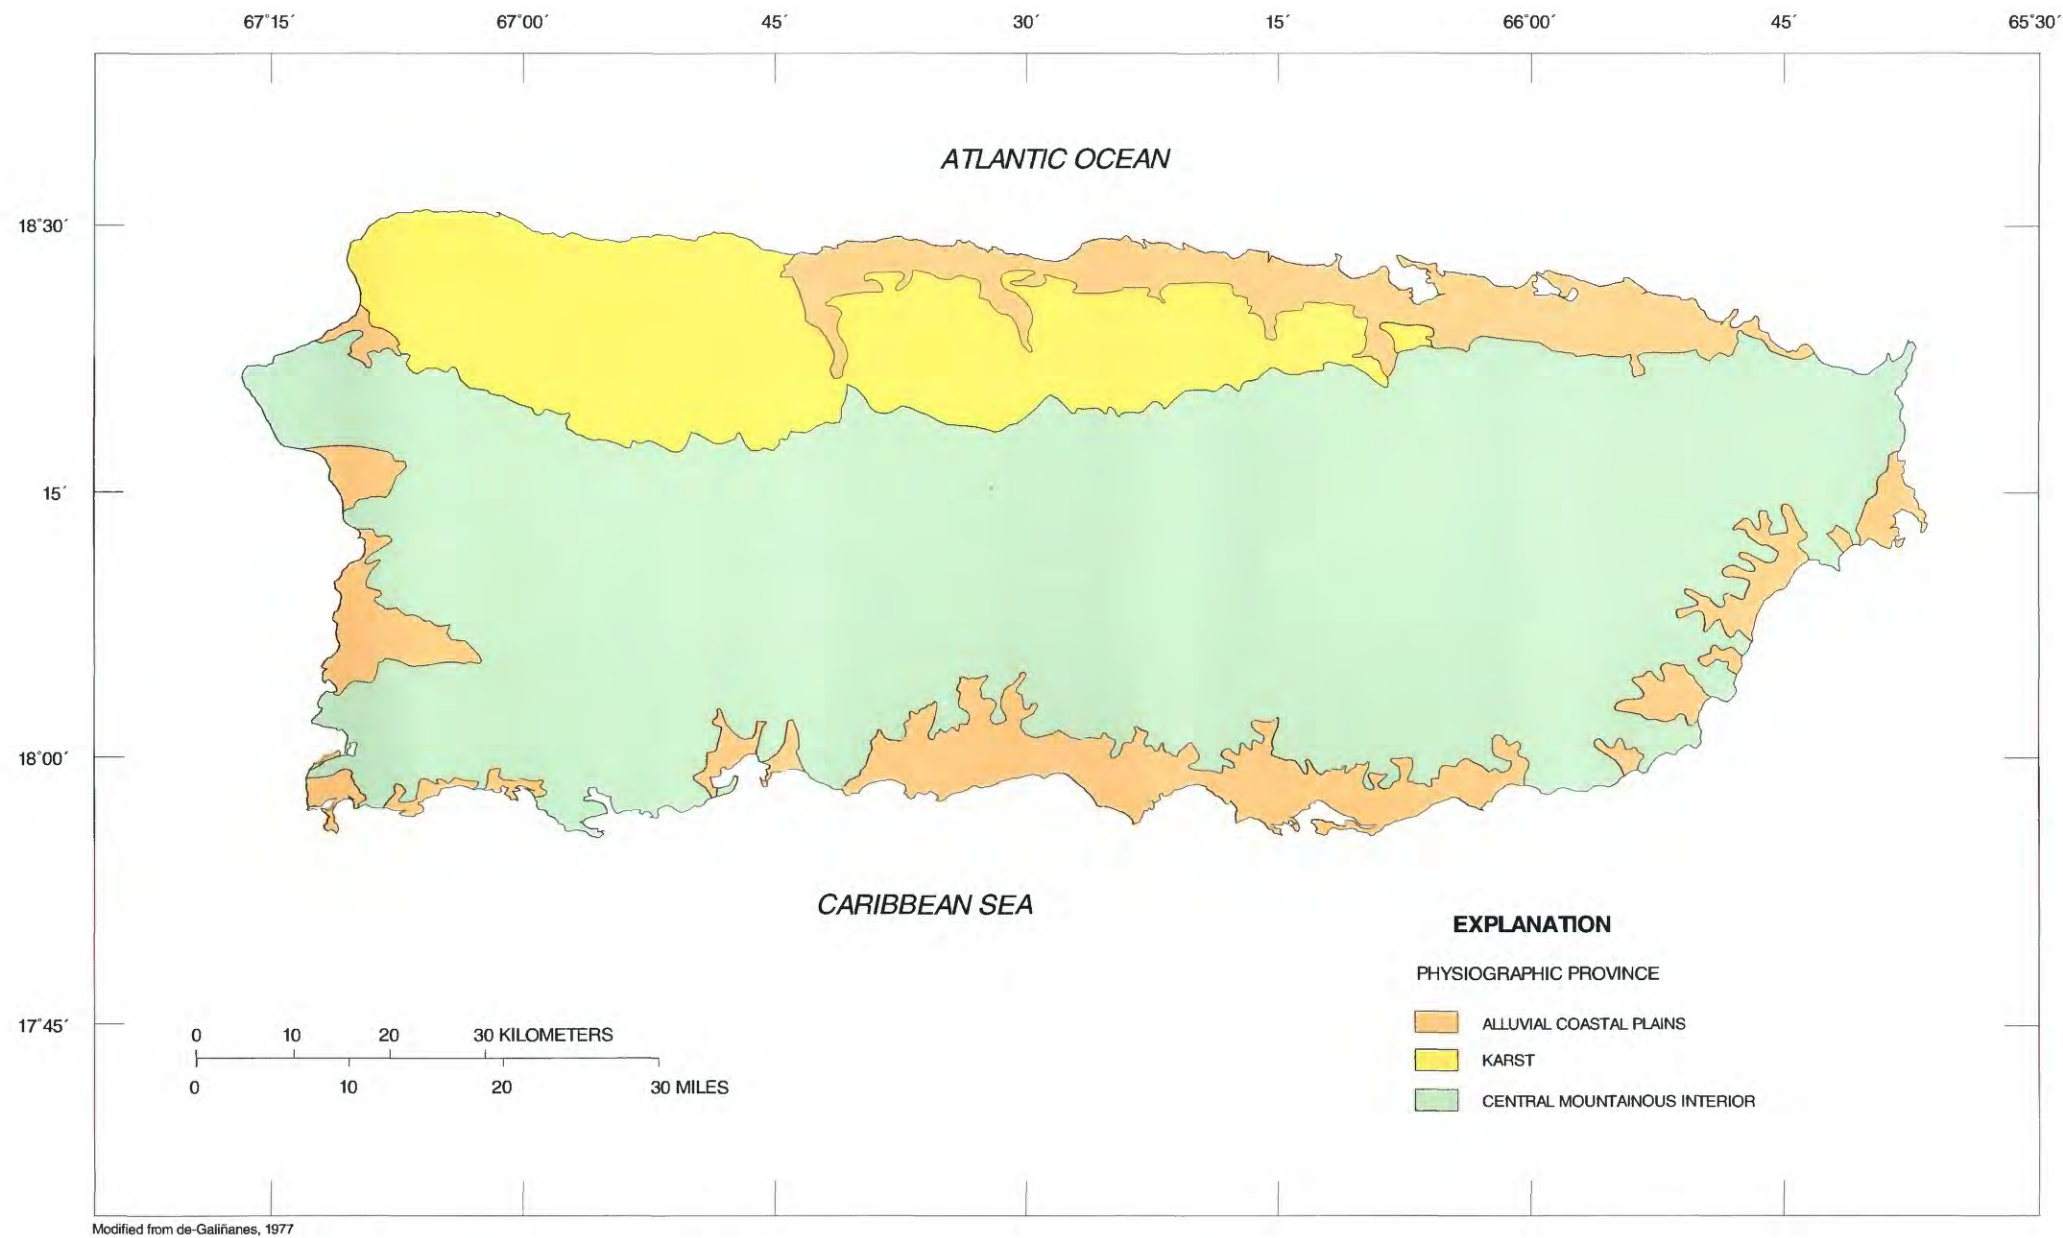 67°15´ 67°00´ 45´ 30´ 15´ 66°00´ 45´ 65°30´
ATLANTIC OCEAN
18°30´
15´
18°00´
CARIBBEAN SEA
EXPLANATION
PHYSIOGRAPHIC PROVINCE
ALLUVIAL COASTAL PLAINS
KARST
CENTRAL MOUNTAINOUS INTERIOR
17°45´
0 10 20 30 KILOMETERS
0 10 20 30 MILES
Modified from de-Galiñanes, 1977